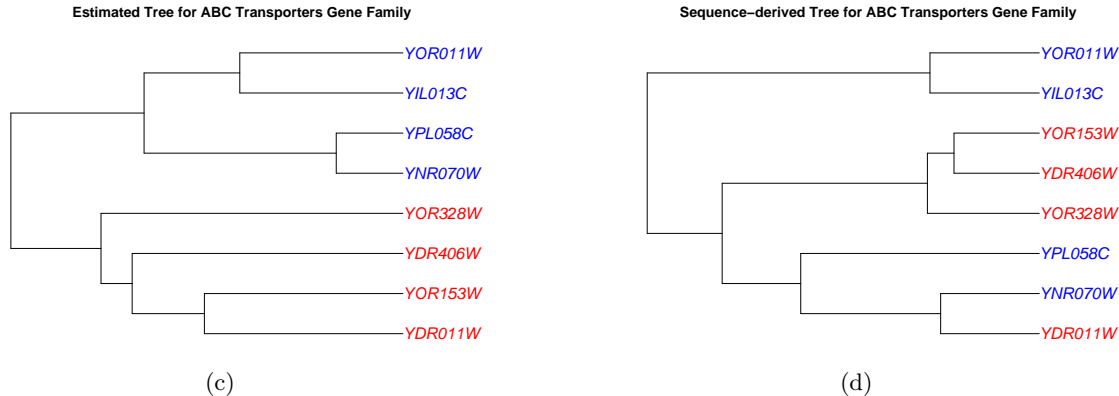 Estimated Tree for ABC Transporters Gene Family
YOR011W
YIL013C
YPL058C
YNR070W
YOR328W
YDR406W
YOR153W
YDR011W
(c)
Sequence−derived Tree for ABC Transporters Gene Family
YOR011W
YIL013C
YOR153W
YDR406W
YOR328W
YPL058C
YNR070W
YDR011W
(d)